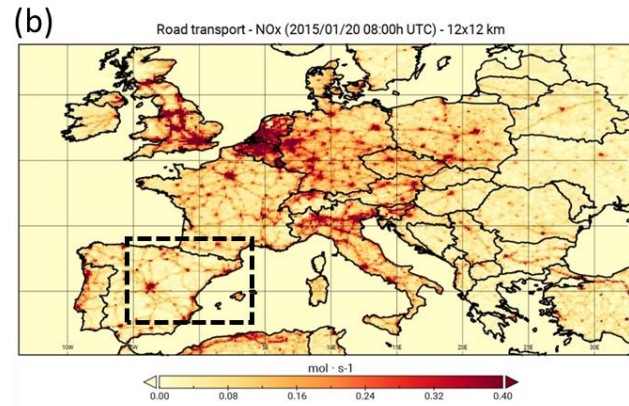 (b)
Road transport - NOx (2015/01/20 08:00h UTC) - 12x12 km
10W 5E 10E 15E 20E 25E 30E
mol · s-1
0.00 0.08 0.16 0.24 0.32 0.40